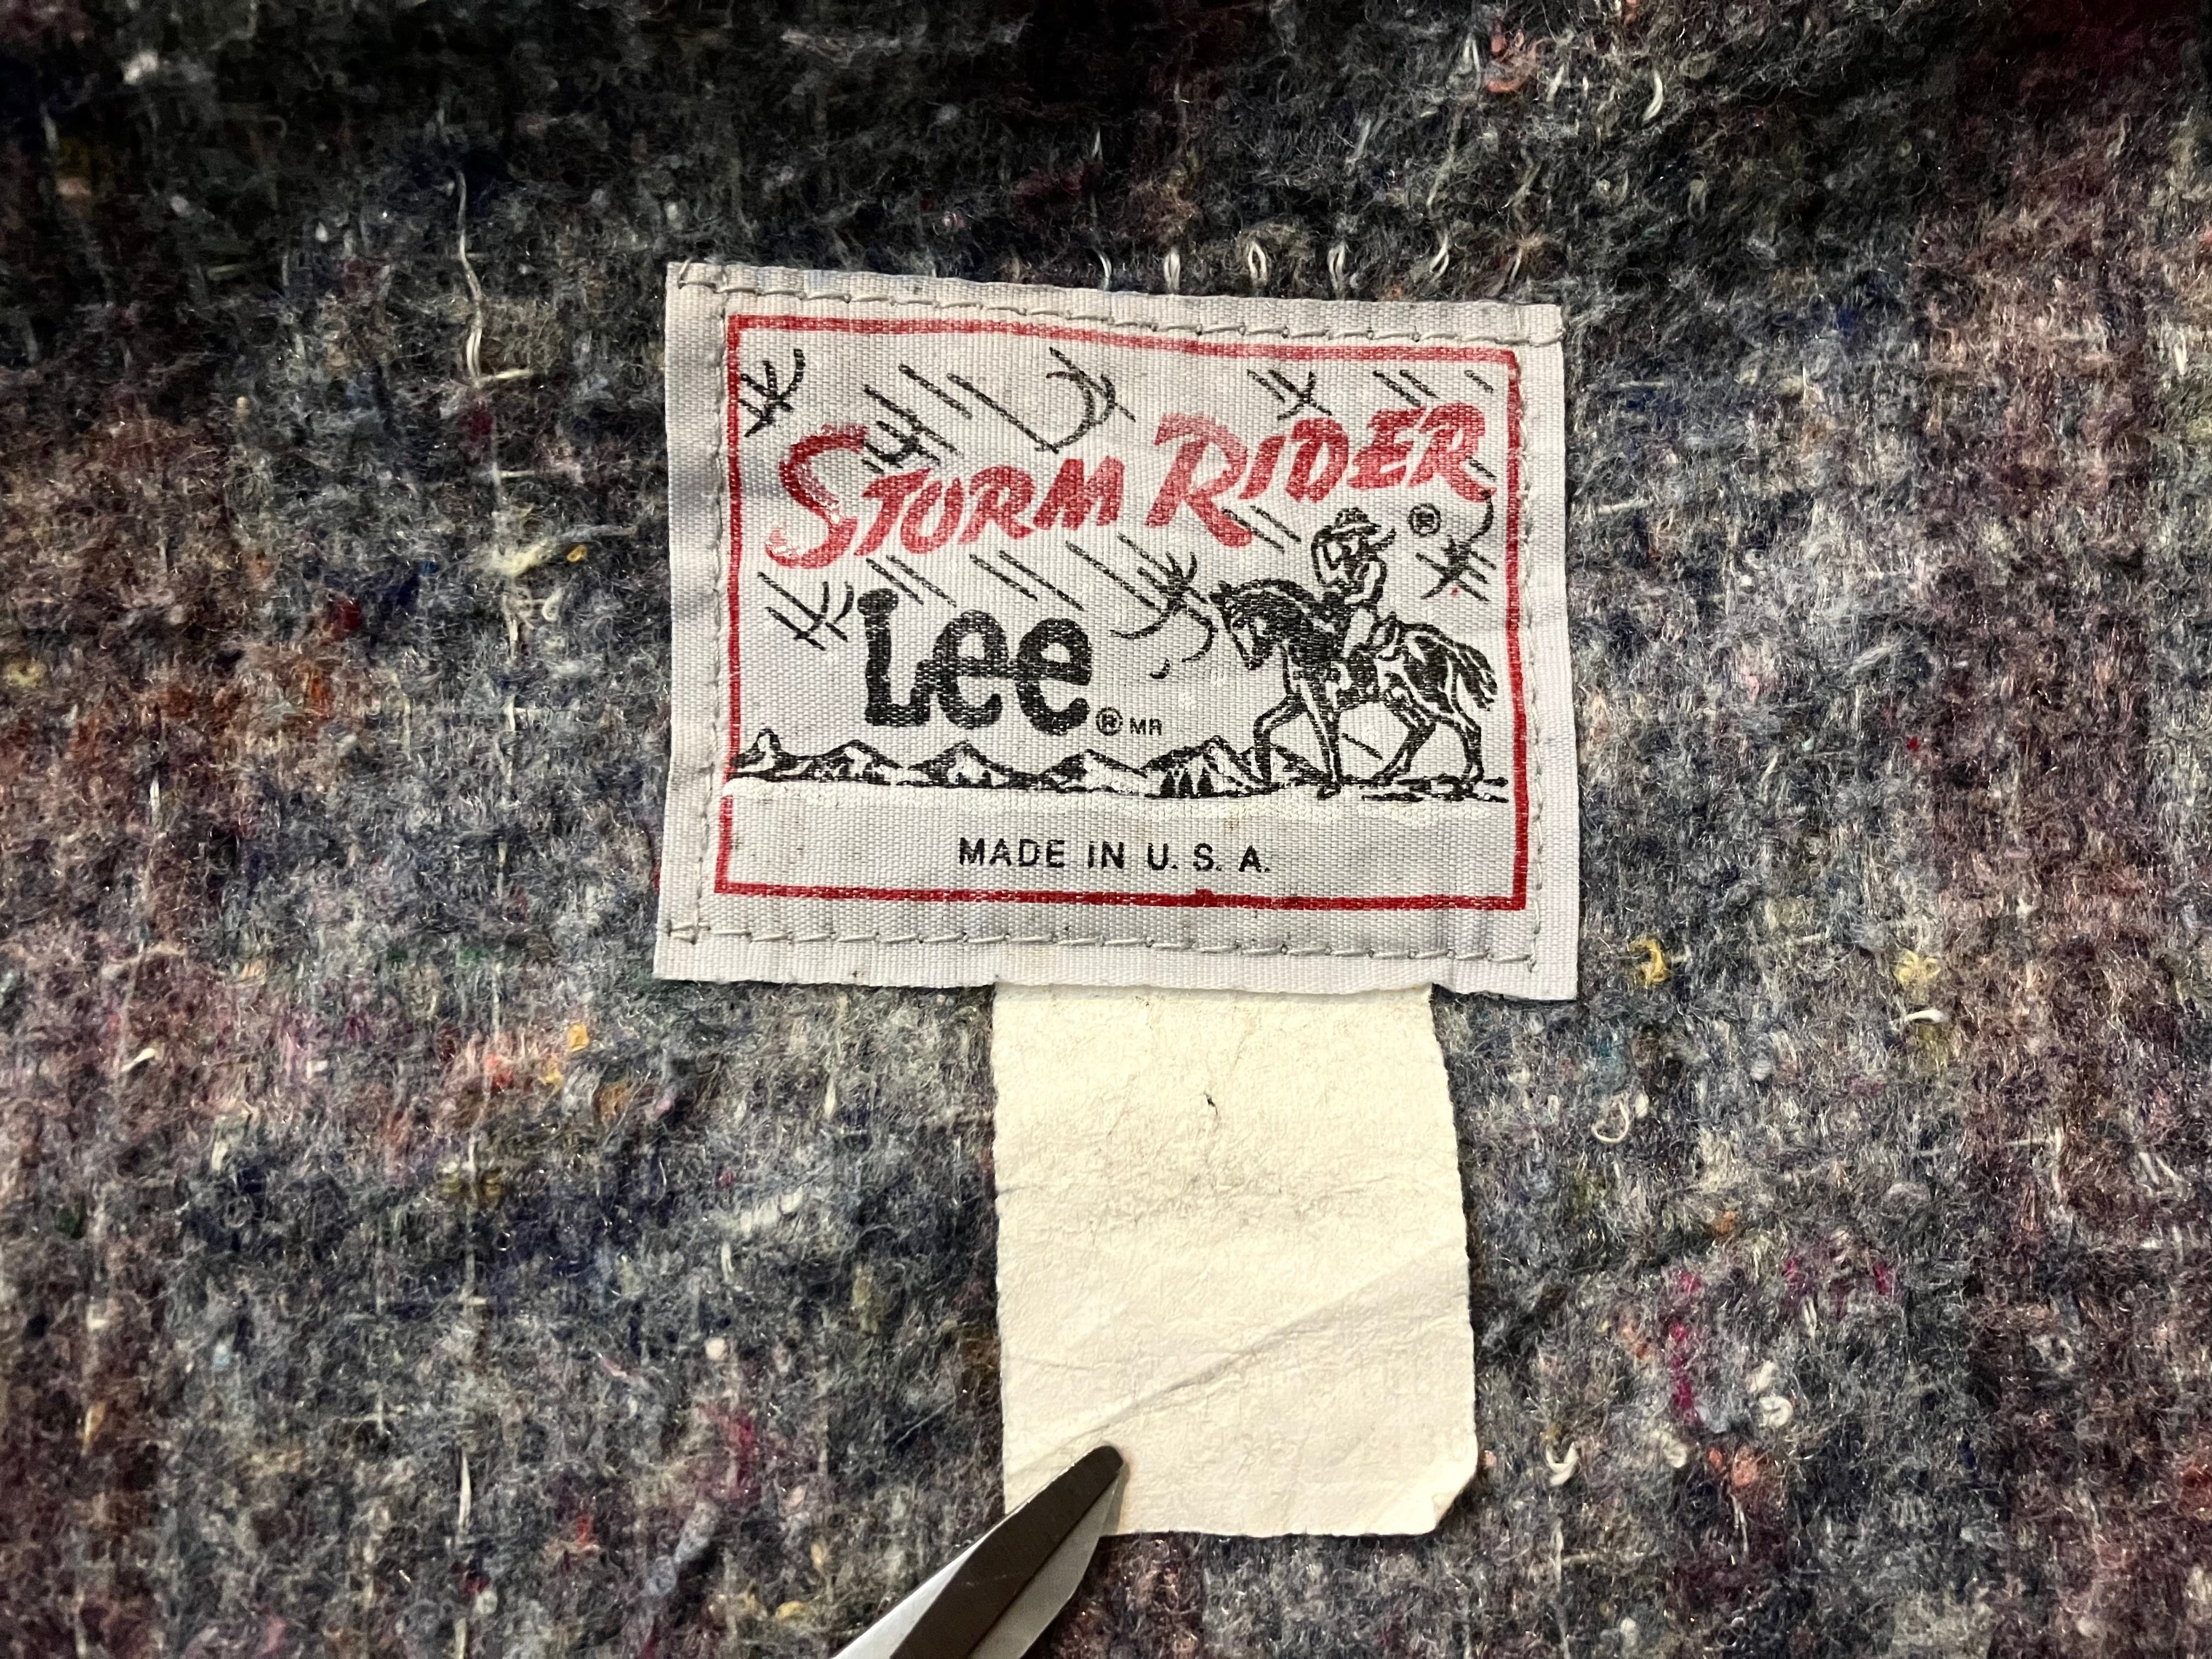 STORM RIDER ®
Lee ® MR
MADE IN U. S. A.